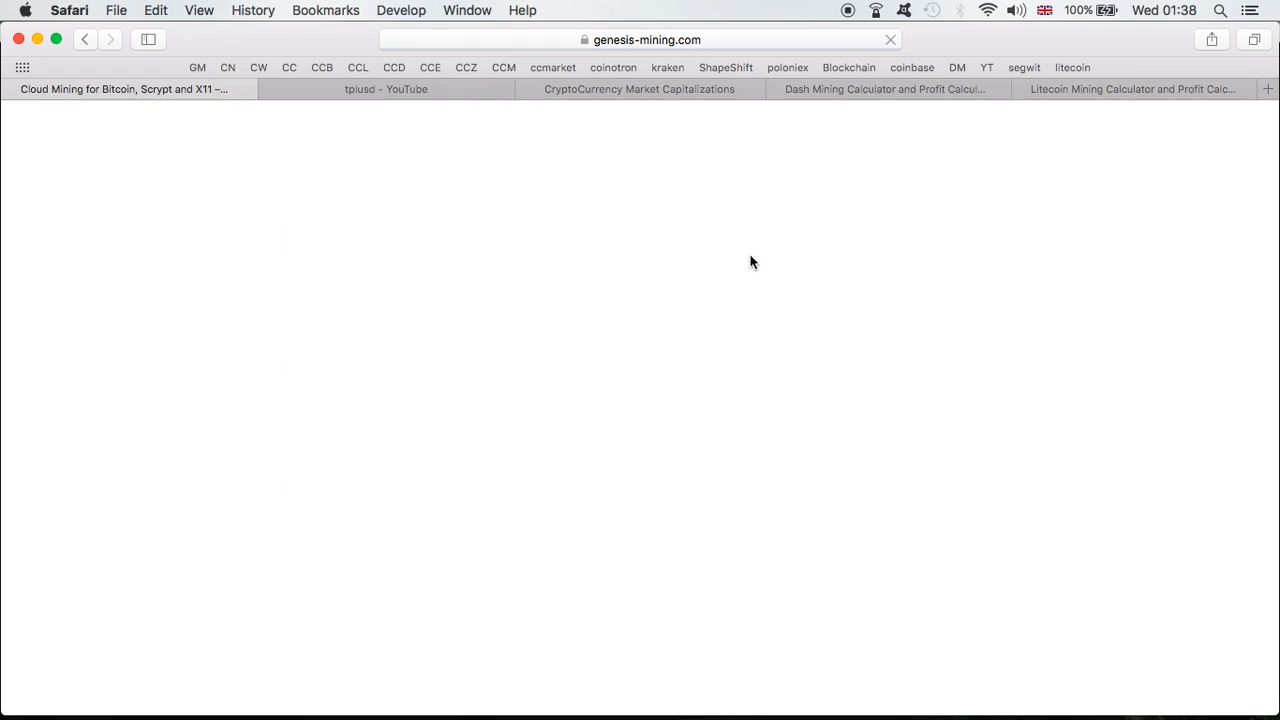 Safari File Edit View History Bookmarks Develop Window Help 100% Wed 01:38
genesis-mining.com
GM CN CW CC CCB CCL CCD CCE CCZ CCM ccmarket coinotron kraken ShapeShift poloniex Blockchain coinbase DM YT segwit litecoin
Cloud Mining for Bitcoin, Scrypt and X11 –... tplusd - YouTube CryptoCurrency Market Capitalizations Dash Mining Calculator and Profit Calcul... Litecoin Mining Calculator and Profit Calc...